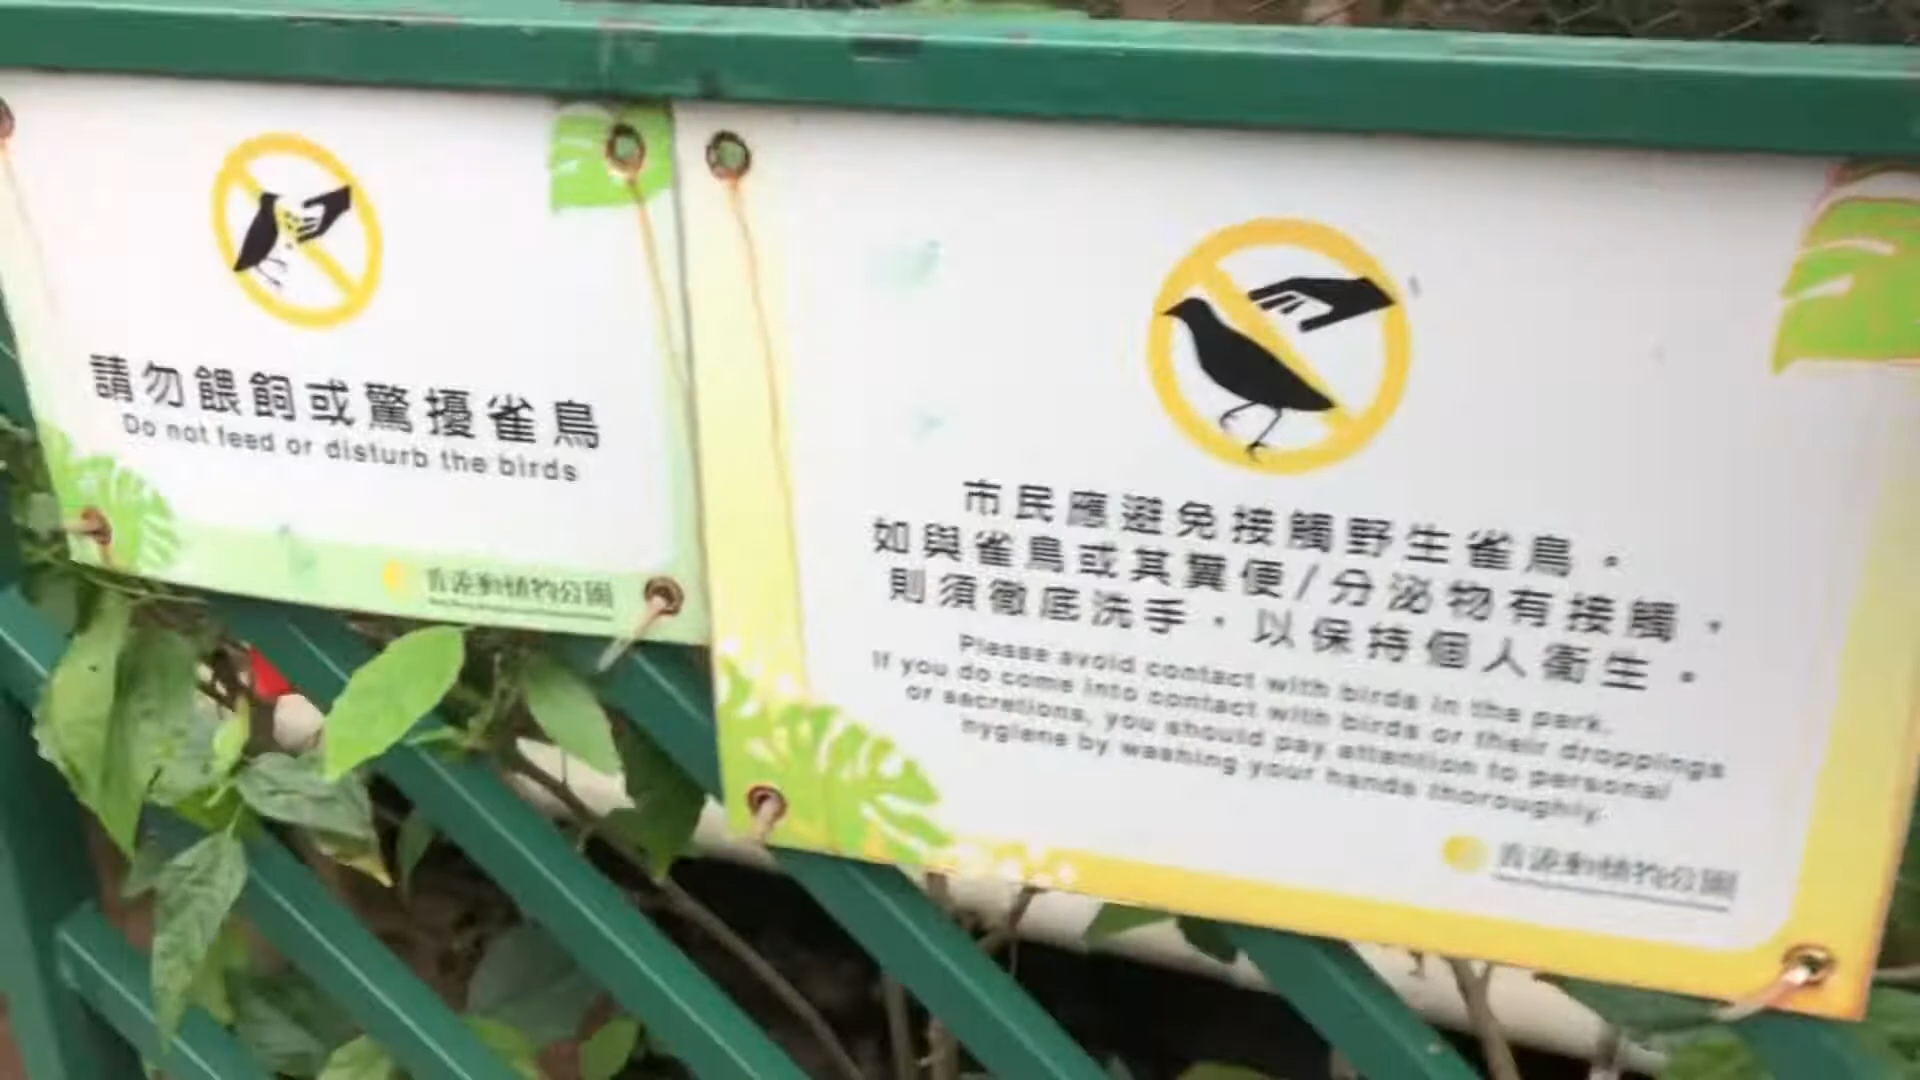 請勿餵飼或驚擾雀鳥
Do not feed or disturb the birds
香港動植物公園
市民應避免接觸野生雀鳥。
如與雀鳥或其糞便/分泌物有接觸，
則須徹底洗手，以保持個人衞生。
Please avoid contact with birds in the park.
If you do come into contact with birds or their droppings
or secretions, you should pay attention to personal
hygiene by washing your hands thoroughly.
香港動植物公園